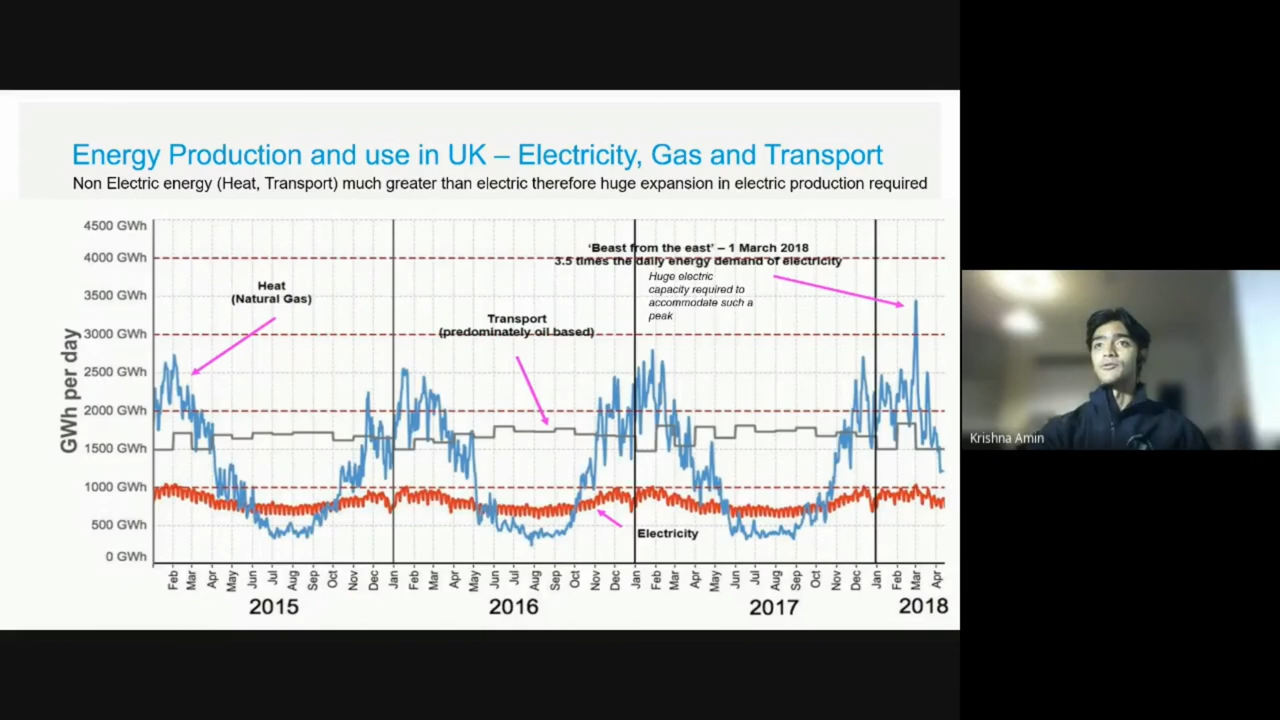 Energy Production and use in UK – Electricity, Gas and Transport
Non Electric energy (Heat, Transport) much greater than electric therefore huge expansion in electric production required
GWh per day
4500 GWh
4000 GWh
3500 GWh
3000 GWh
2500 GWh
2000 GWh
1500 GWh
1000 GWh
500 GWh
0 GWh
Heat
(Natural Gas)
Transport
(predominately oil based)
‘Beast from the east’ – 1 March 2018
3.5 times the daily energy demand of electricity
Huge electric
capacity required to
accommodate such a
peak
Electricity
Feb Mar Apr May Jun Jul Aug Sep Oct Nov Dec Jan Feb Mar Apr May Jun Jul Aug Sep Oct Nov Dec Jan Feb Mar Apr May Jun Jul Aug Sep Oct Nov Dec Jan Feb Mar Apr
2015 2016 2017 2018
Krishna Amin